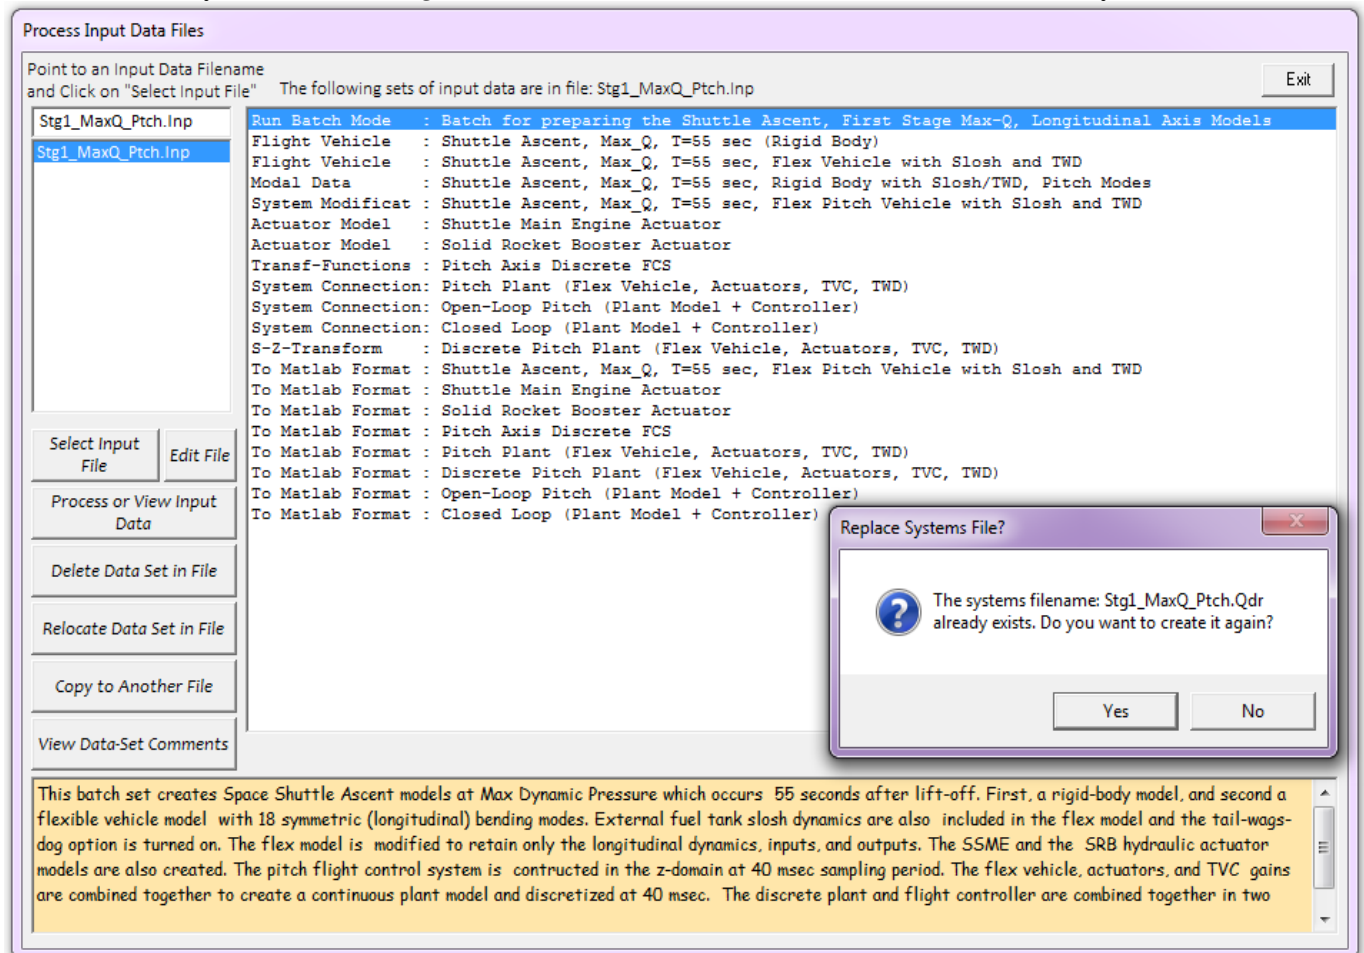 Process Input Data Files
Point to an Input Data Filename
and Click on "Select Input File"
The following sets of input data are in file: Stg1_MaxQ_Ptch.Inp
Exit
Stg1_MaxQ_Ptch.Inp
Stg1_MaxQ_Ptch.Inp
Run Batch Mode : Batch for preparing the Shuttle Ascent, First Stage Max-Q, Longitudinal Axis Models
Flight Vehicle : Shuttle Ascent, Max_Q, T=55 sec (Rigid Body)
Flight Vehicle : Shuttle Ascent, Max_Q, T=55 sec, Flex Vehicle with Slosh and TWD
Modal Data : Shuttle Ascent, Max_Q, T=55 sec, Rigid Body with Slosh/TWD, Pitch Modes
System Modificat : Shuttle Ascent, Max_Q, T=55 sec, Flex Pitch Vehicle with Slosh and TWD
Actuator Model : Shuttle Main Engine Actuator
Actuator Model : Solid Rocket Booster Actuator
Transf-Functions : Pitch Axis Discrete FCS
System Connection: Pitch Plant (Flex Vehicle, Actuators, TVC, TWD)
System Connection: Open-Loop Pitch (Plant Model + Controller)
System Connection: Closed Loop (Plant Model + Controller)
S-Z-Transform : Discrete Pitch Plant (Flex Vehicle, Actuators, TVC, TWD)
To Matlab Format : Shuttle Ascent, Max_Q, T=55 sec, Flex Pitch Vehicle with Slosh and TWD
To Matlab Format : Shuttle Main Engine Actuator
To Matlab Format : Solid Rocket Booster Actuator
To Matlab Format : Pitch Axis Discrete FCS
To Matlab Format : Pitch Plant (Flex Vehicle, Actuators, TVC, TWD)
To Matlab Format : Discrete Pitch Plant (Flex Vehicle, Actuators, TVC, TWD)
To Matlab Format : Open-Loop Pitch (Plant Model + Controller)
To Matlab Format : Closed Loop (Plant Model + Controller)
Select Input
File
Edit File
Process or View Input
Data
Delete Data Set in File
Relocate Data Set in File
Copy to Another File
View Data-Set Comments
Replace Systems File?
The systems filename: Stg1_MaxQ_Ptch.Qdr
already exists. Do you want to create it again?
Yes
No
This batch set creates Space Shuttle Ascent models at Max Dynamic Pressure which occurs 55 seconds after lift-off. First, a rigid-body model, and second a
flexible vehicle model with 18 symmetric (longitudinal) bending modes. External fuel tank slosh dynamics are also included in the flex model and the tail-wags-
dog option is turned on. The flex model is modified to retain only the longitudinal dynamics, inputs, and outputs. The SSME and the SRB hydraulic actuator
models are also created. The pitch flight control system is contructed in the z-domain at 40 msec sampling period. The flex vehicle, actuators, and TVC gains
are combined together to create a continuous plant model and discretized at 40 msec. The discrete plant and flight controller are combined together in two